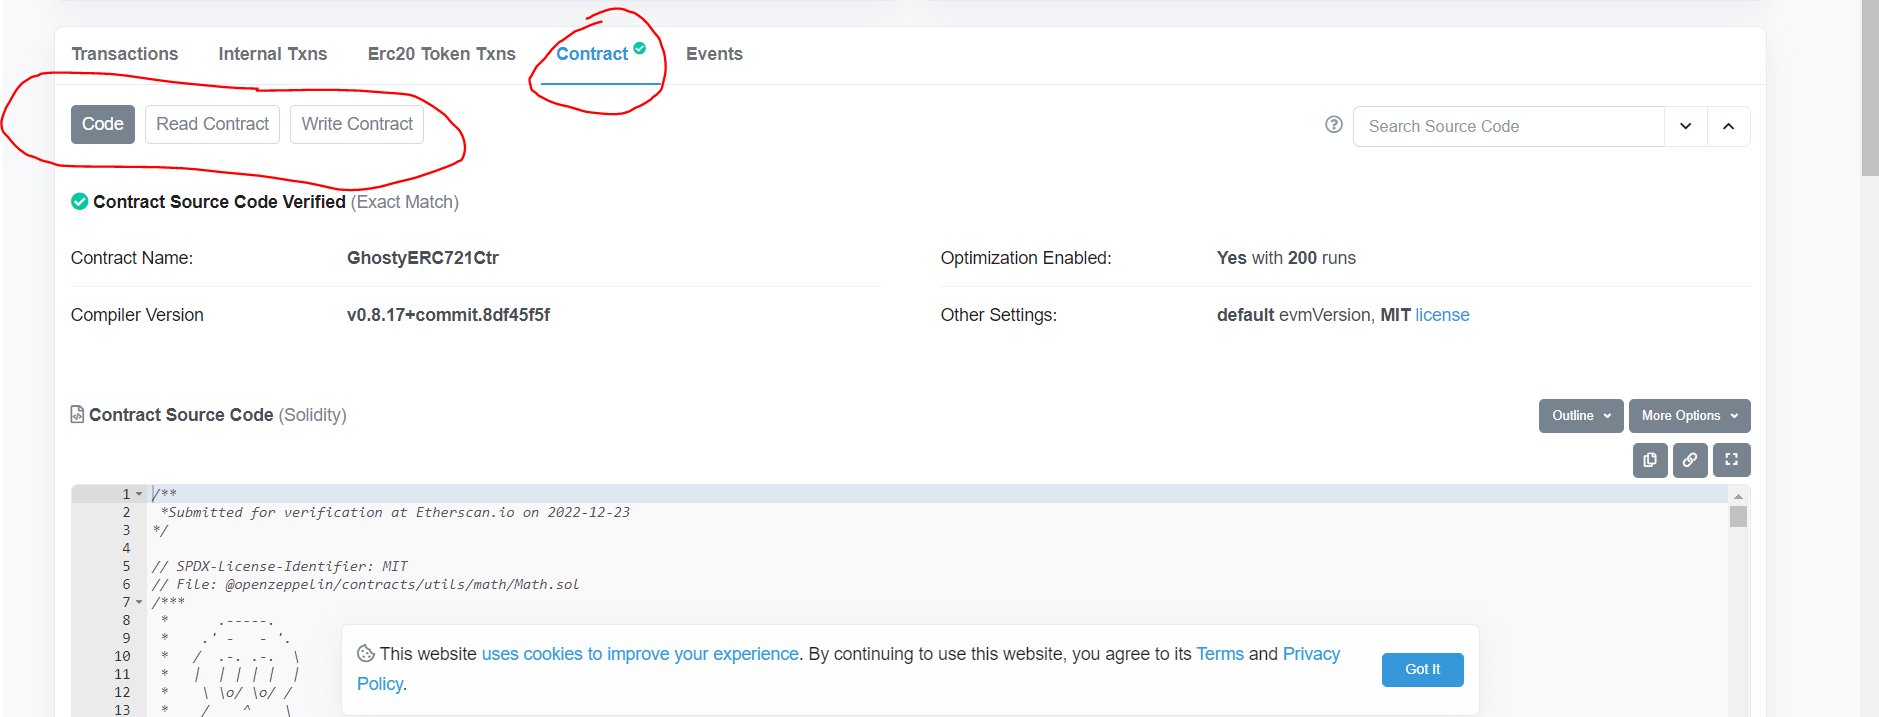 Transactions Internal Txns Erc20 Token Txns Contract Events
Code Read Contract Write Contract Search Source Code
Contract Source Code Verified (Exact Match)
Contract Name: GhostyERC721Ctr Optimization Enabled: Yes with 200 runs
Compiler Version v0.8.17+commit.8df45f5f Other Settings: default evmVersion, MIT license
Contract Source Code (Solidity) Outline More Options
1 /**
2  *Submitted for verification at Etherscan.io on 2022-12-23
3 */
4
5 // SPDX-License-Identifier: MIT
6 // File: @openzeppelin/contracts/utils/math/Math.sol
7 /***
8  *      .-----.
9  *    .' -   - '.
10  *   /  .-. .-.  \
11  *   |  | | | |  |
12  *    \ \o/ \o/ /
13  *    /    ^    \
This website uses cookies to improve your experience. By continuing to use this website, you agree to its Terms and Privacy
Policy.
Got It